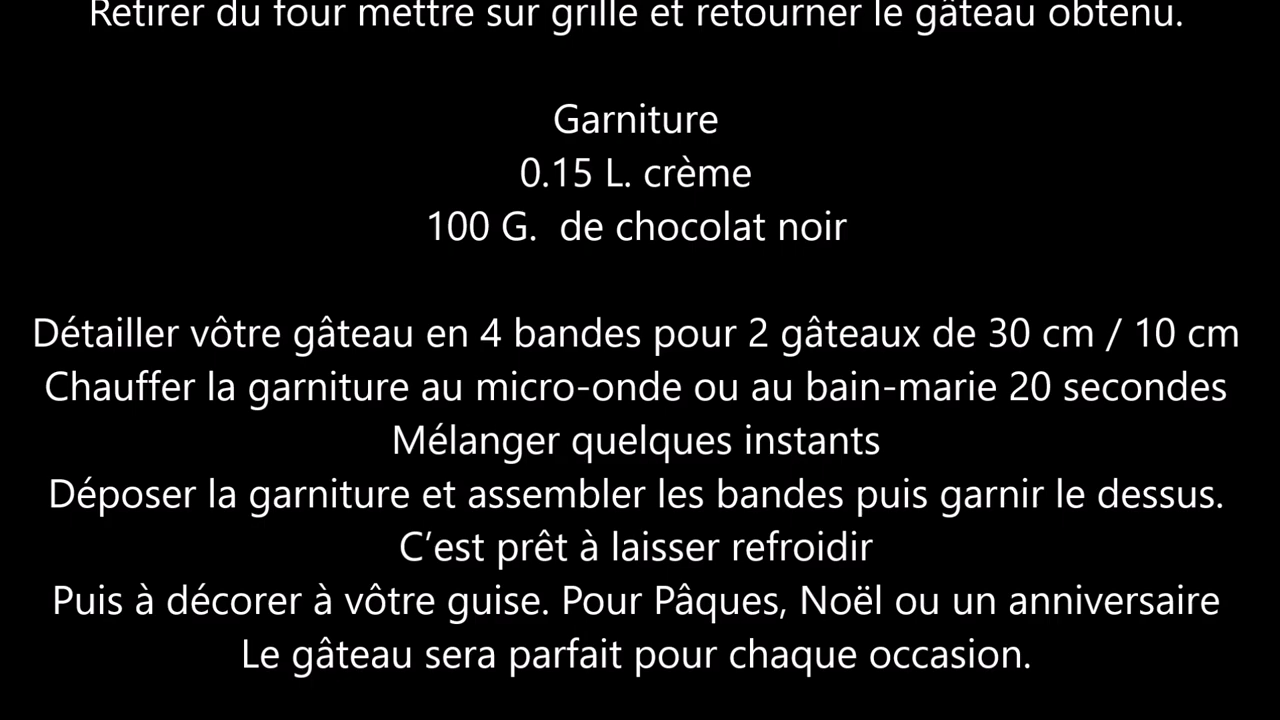 Retirer du four mettre sur grille et retourner le gâteau obtenu.
Garniture
0.15 L. crème
100 G.  de chocolat noir
Détailler vôtre gâteau en 4 bandes pour 2 gâteaux de 30 cm / 10 cm
Chauffer la garniture au micro-onde ou au bain-marie 20 secondes
Mélanger quelques instants
Déposer la garniture et assembler les bandes puis garnir le dessus.
C’est prêt à laisser refroidir
Puis à décorer à vôtre guise. Pour Pâques, Noël ou un anniversaire
Le gâteau sera parfait pour chaque occasion.